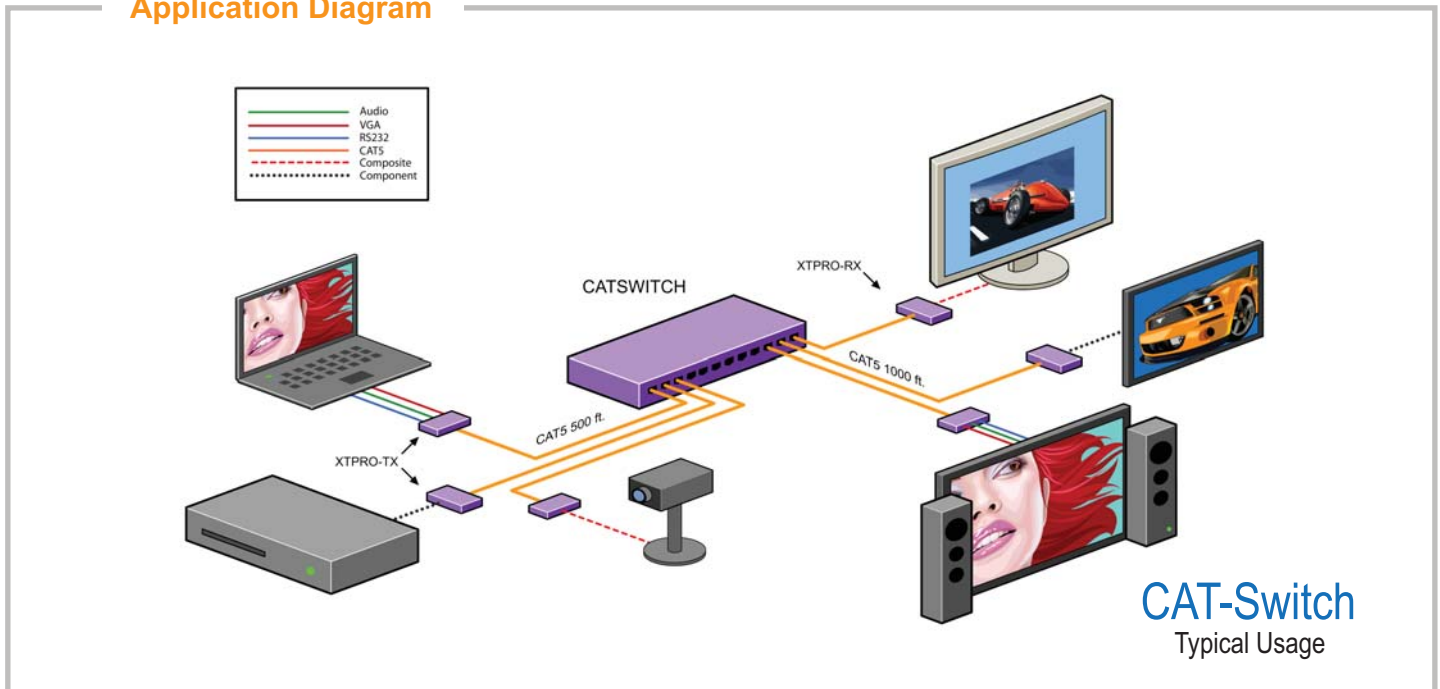 Application Diagram
Audio
VGA
RS232
CAT5
Composite
Component
XTPRO-RX
CATSWITCH
CAT5 1000 ft.
CAT5 500 ft.
XTPRO-TX
CAT-Switch
Typical Usage